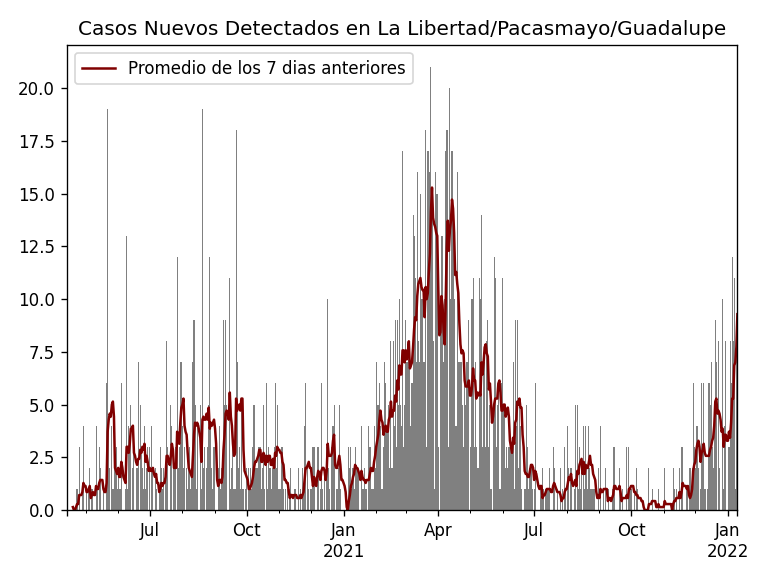 Casos Nuevos Detectados en La Libertad/Pacasmayo/Guadalupe
Promedio de los 7 dias anteriores
20.0
17.5
15.0
12.5
10.0
7.5
5.0
2.5
0.0
Jul
Oct
Jan
2021
Apr
Jul
Oct
Jan
2022